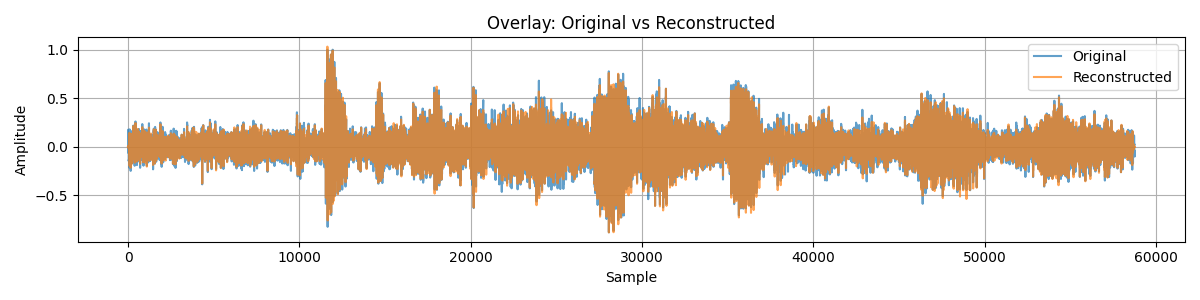 Overlay: Original vs Reconstructed
1.0
0.5
0.0
−0.5
Amplitude
Original
Reconstructed
0 10000 20000 30000 40000 50000 60000
Sample